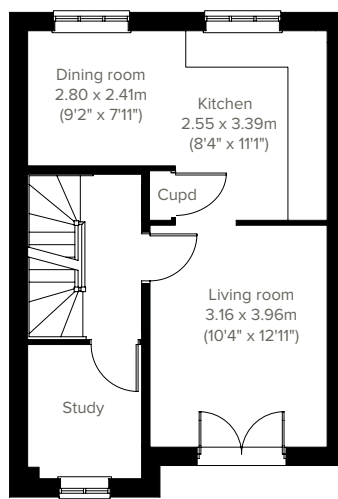 Dining room
2.80 x 2.41m
(9'2" x 7'11")
Kitchen
2.55 x 3.39m
(8'4" x 11'1")
Cupd
Living room
3.16 x 3.96m
(10'4" x 12'11")
Study